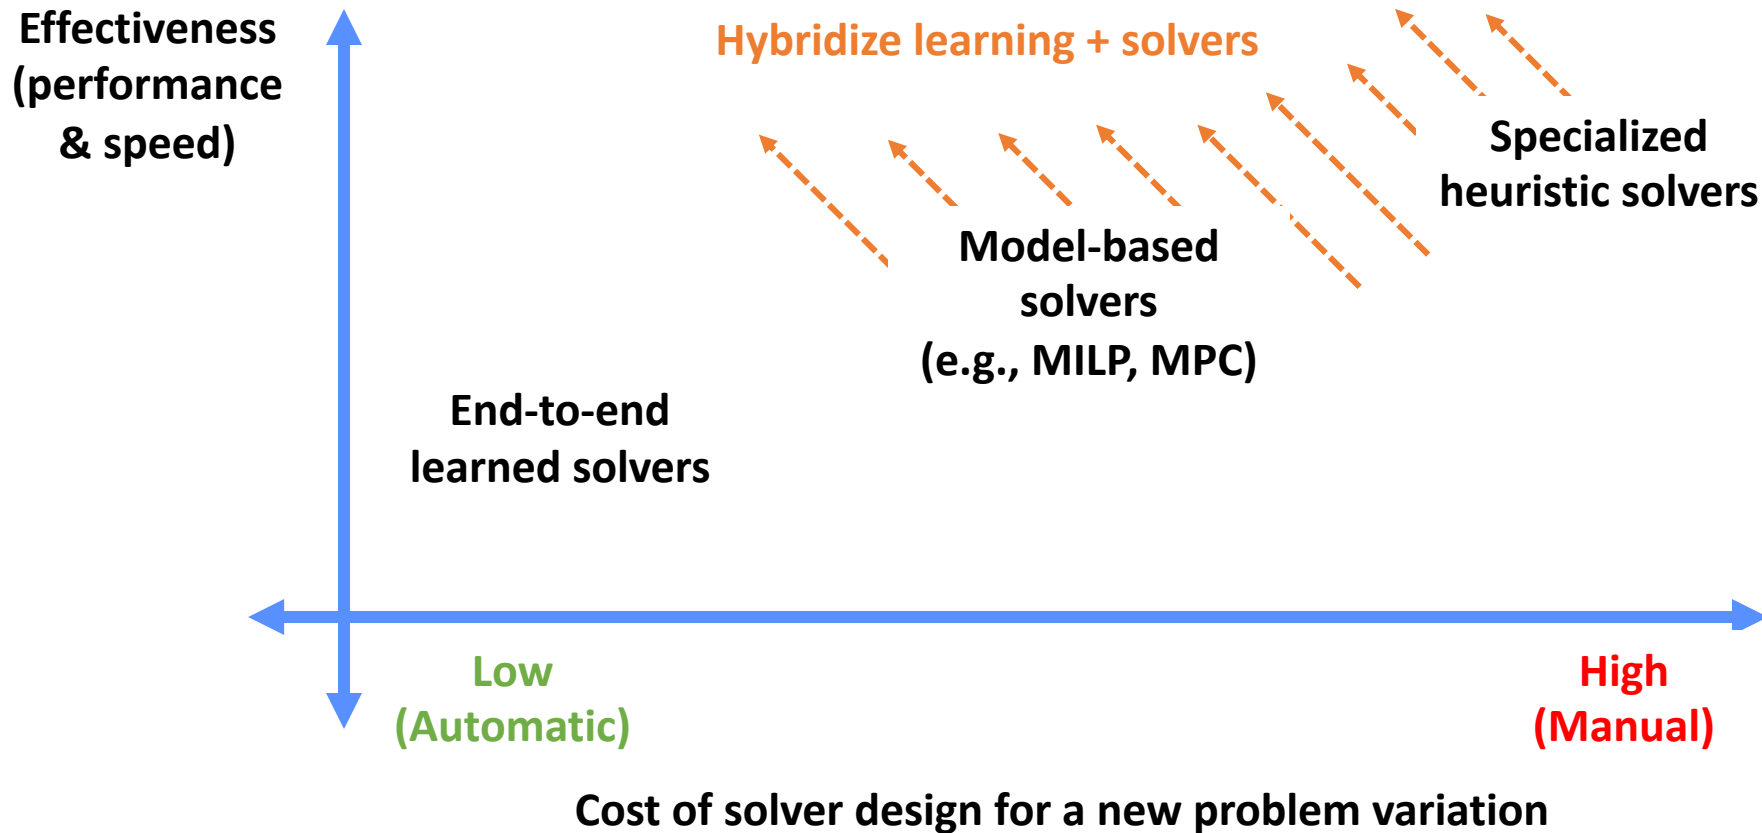 Effectiveness
(performance
& speed)
Hybridize learning + solvers
Specialized
heuristic solvers
Model-based
solvers
(e.g., MILP, MPC)
End-to-end
learned solvers
Low
(Automatic)
High
(Manual)
Cost of solver design for a new problem variation